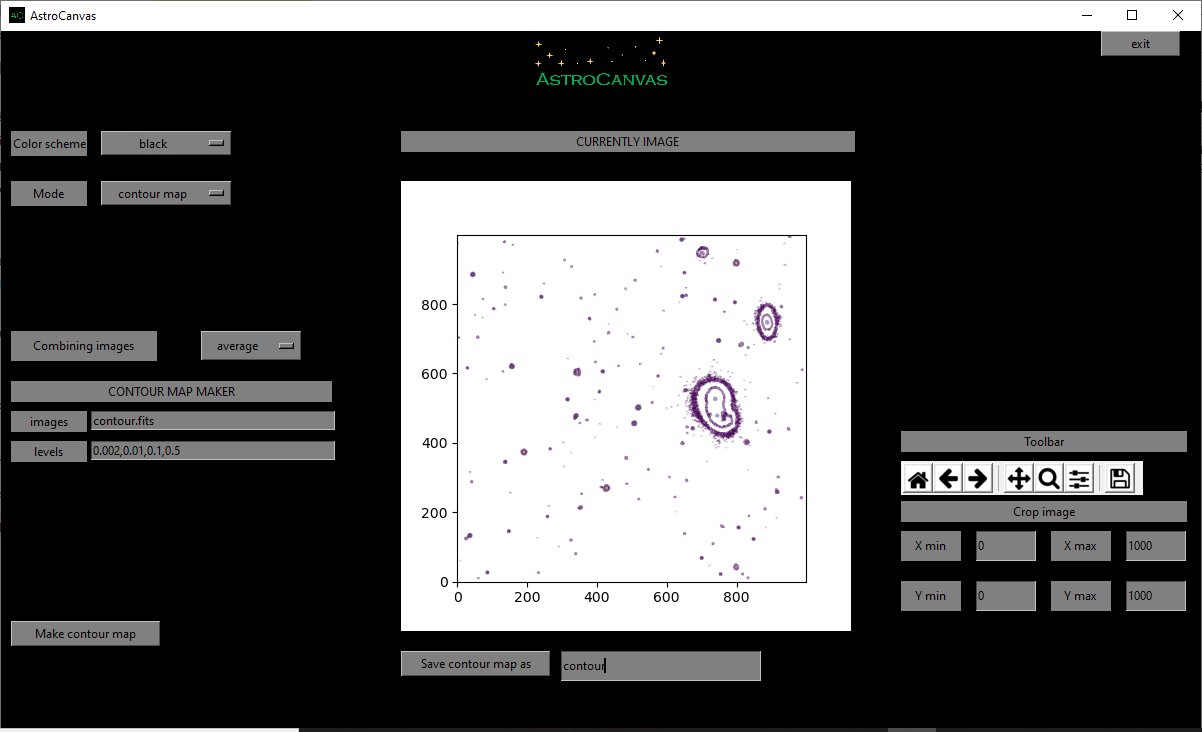 AC AstroCanvas
exit
ASTROCANVAS
Color scheme black
CURRENTLY IMAGE
Mode contour map
Combining images average
CONTOUR MAP MAKER
images contour.fits
levels 0.002,0.01,0.1,0.5
Make contour map
800
600
400
200
0
0 200 400 600 800
Save contour map as contour
Toolbar
Crop image
X min 0 X max 1000
Y min 0 Y max 1000